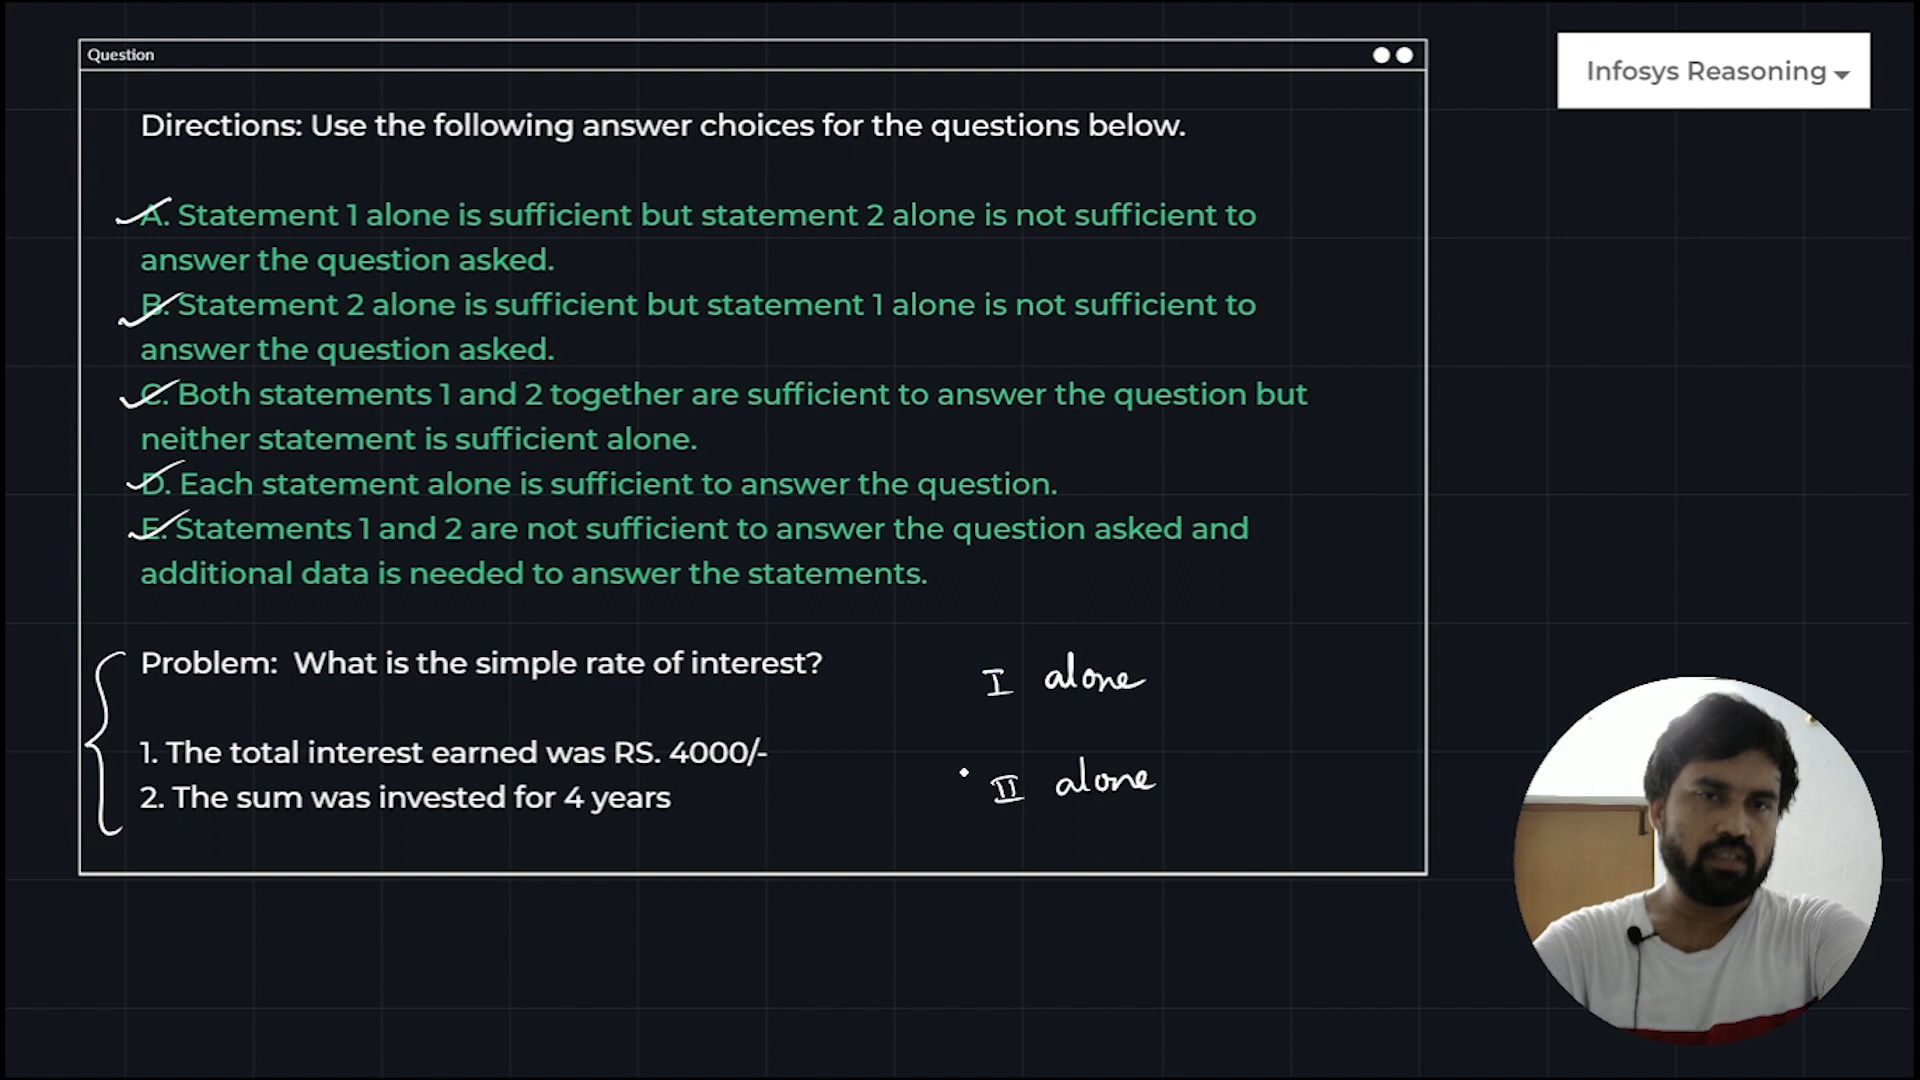 Question
Infosys Reasoning
Directions: Use the following answer choices for the questions below.
A. Statement 1 alone is sufficient but statement 2 alone is not sufficient to
answer the question asked.
B. Statement 2 alone is sufficient but statement 1 alone is not sufficient to
answer the question asked.
C. Both statements 1 and 2 together are sufficient to answer the question but
neither statement is sufficient alone.
D. Each statement alone is sufficient to answer the question.
E. Statements 1 and 2 are not sufficient to answer the question asked and
additional data is needed to answer the statements.
Problem: What is the simple rate of interest?
I alone
1. The total interest earned was RS. 4000/-
2. The sum was invested for 4 years
II alone